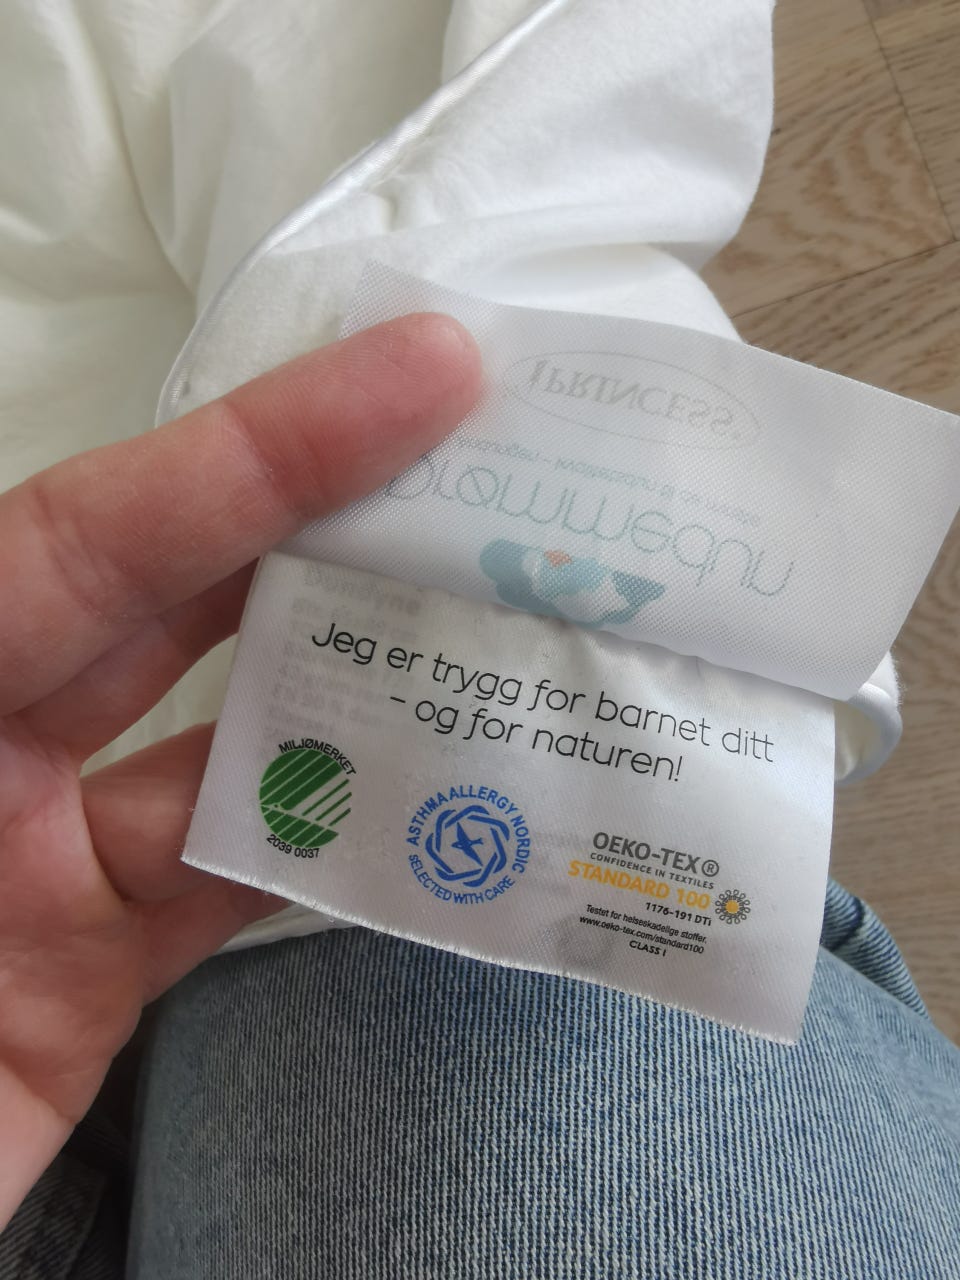 PRINCESS
Drømmedun
Jeg er trygg for barnet ditt
– og for naturen!
MILJØMERKET
2039 0037
ASTHMA ALLERGY NORDIC
SELECTED WITH CARE
OEKO-TEX®
CONFIDENCE IN TEXTILES
STANDARD 100
1176-191 DTi
Testet for helseskadelige stoffer.
www.oeko-tex.com/standard100
CLASS I